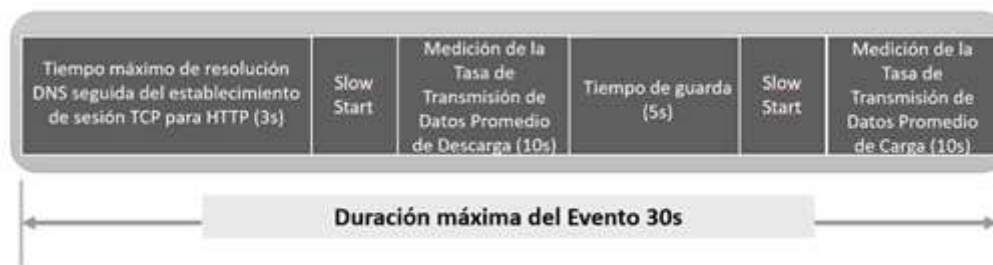 Tiempo máximo de resolución
DNS seguida del establecimiento
de sesión TCP para HTTP (3s)
Slow
Start
Medición de la
Tasa de
Transmisión de
Datos Promedio
de Descarga (10s)
Tiempo de guarda
(5s)
Slow
Start
Medición de la
Tasa de
Transmisión de
Datos Promedio
de Carga (10s)
Duración máxima del Evento 30s